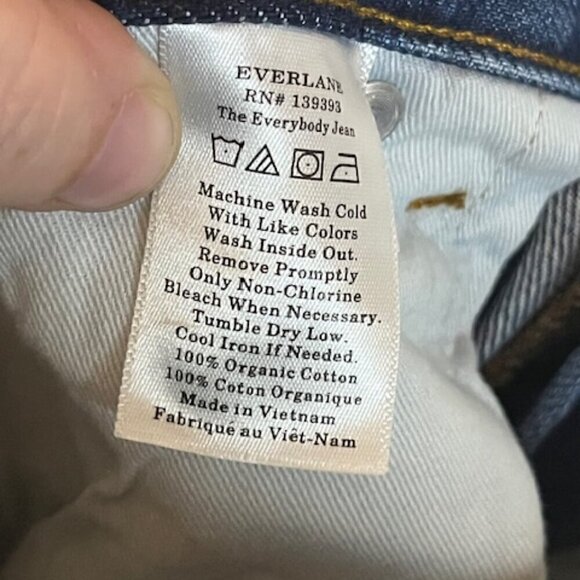 EVERLANE
RN# 139393
The Everybody Jean
Machine Wash Cold
With Like Colors
Wash Inside Out.
Remove Promptly
Only Non-Chlorine
Bleach When Necessary.
Tumble Dry Low.
Cool Iron If Needed.
100% Organic Cotton
100% Coton Organique
Made in Vietnam
Fabriqué au Viêt-Nam